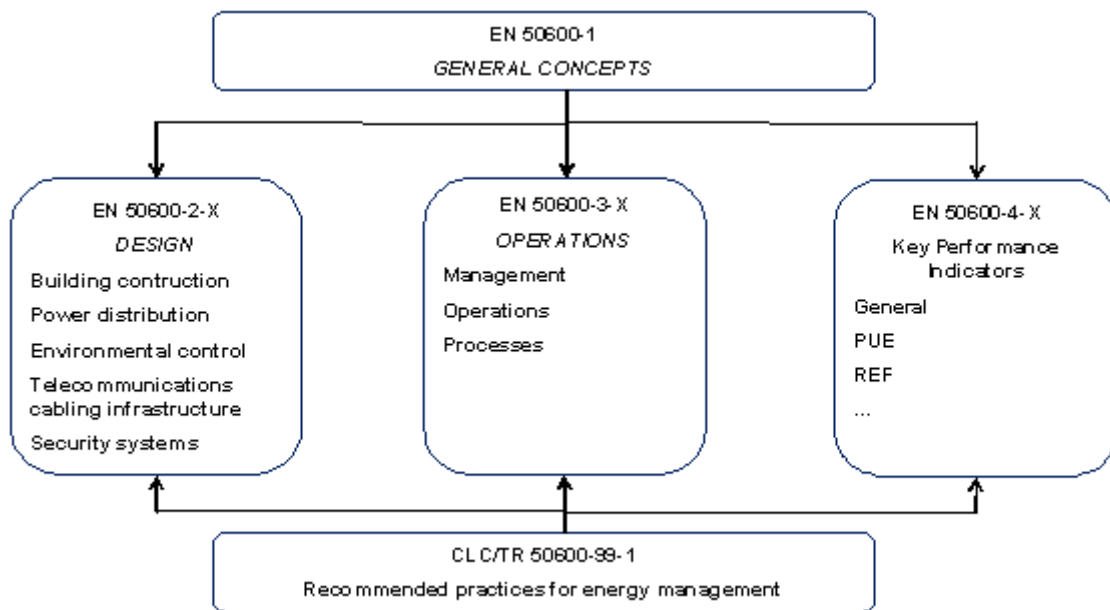 EN 50600-1
GENERAL CONCEPTS
EN 50600-2-X
DESIGN
Building contruction
Power distribution
Environmental control
Telecommunications
cabling infrastructure
Security systems
EN 50600-3-X
OPERATIONS
Management
Operations
Processes
EN 50600-4-X
Key Performance
Indicators
General
PUE
REF
...
CLC/TR 50600-99-1
Recommended practices for energy management